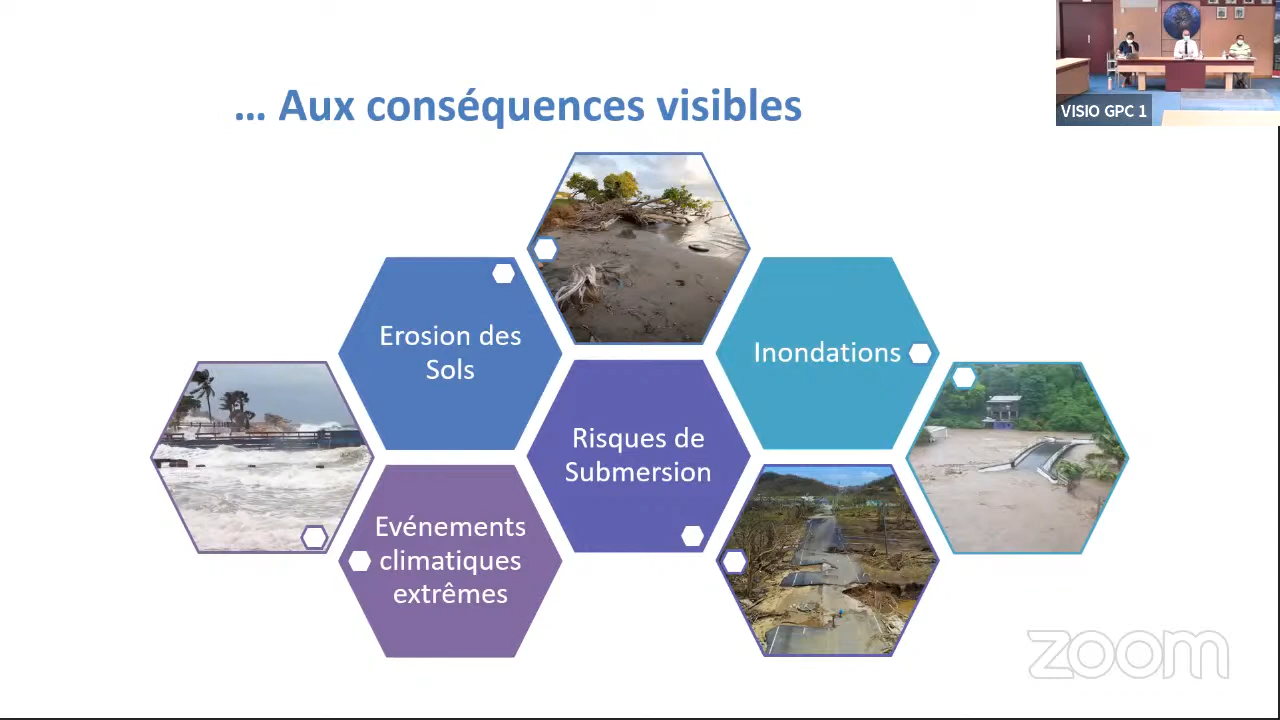 ... Aux conséquences visibles
VISIO GPC 1
Erosion des
Sols
Inondations
Risques de
Submersion
Evénements
climatiques
extrêmes
zoom